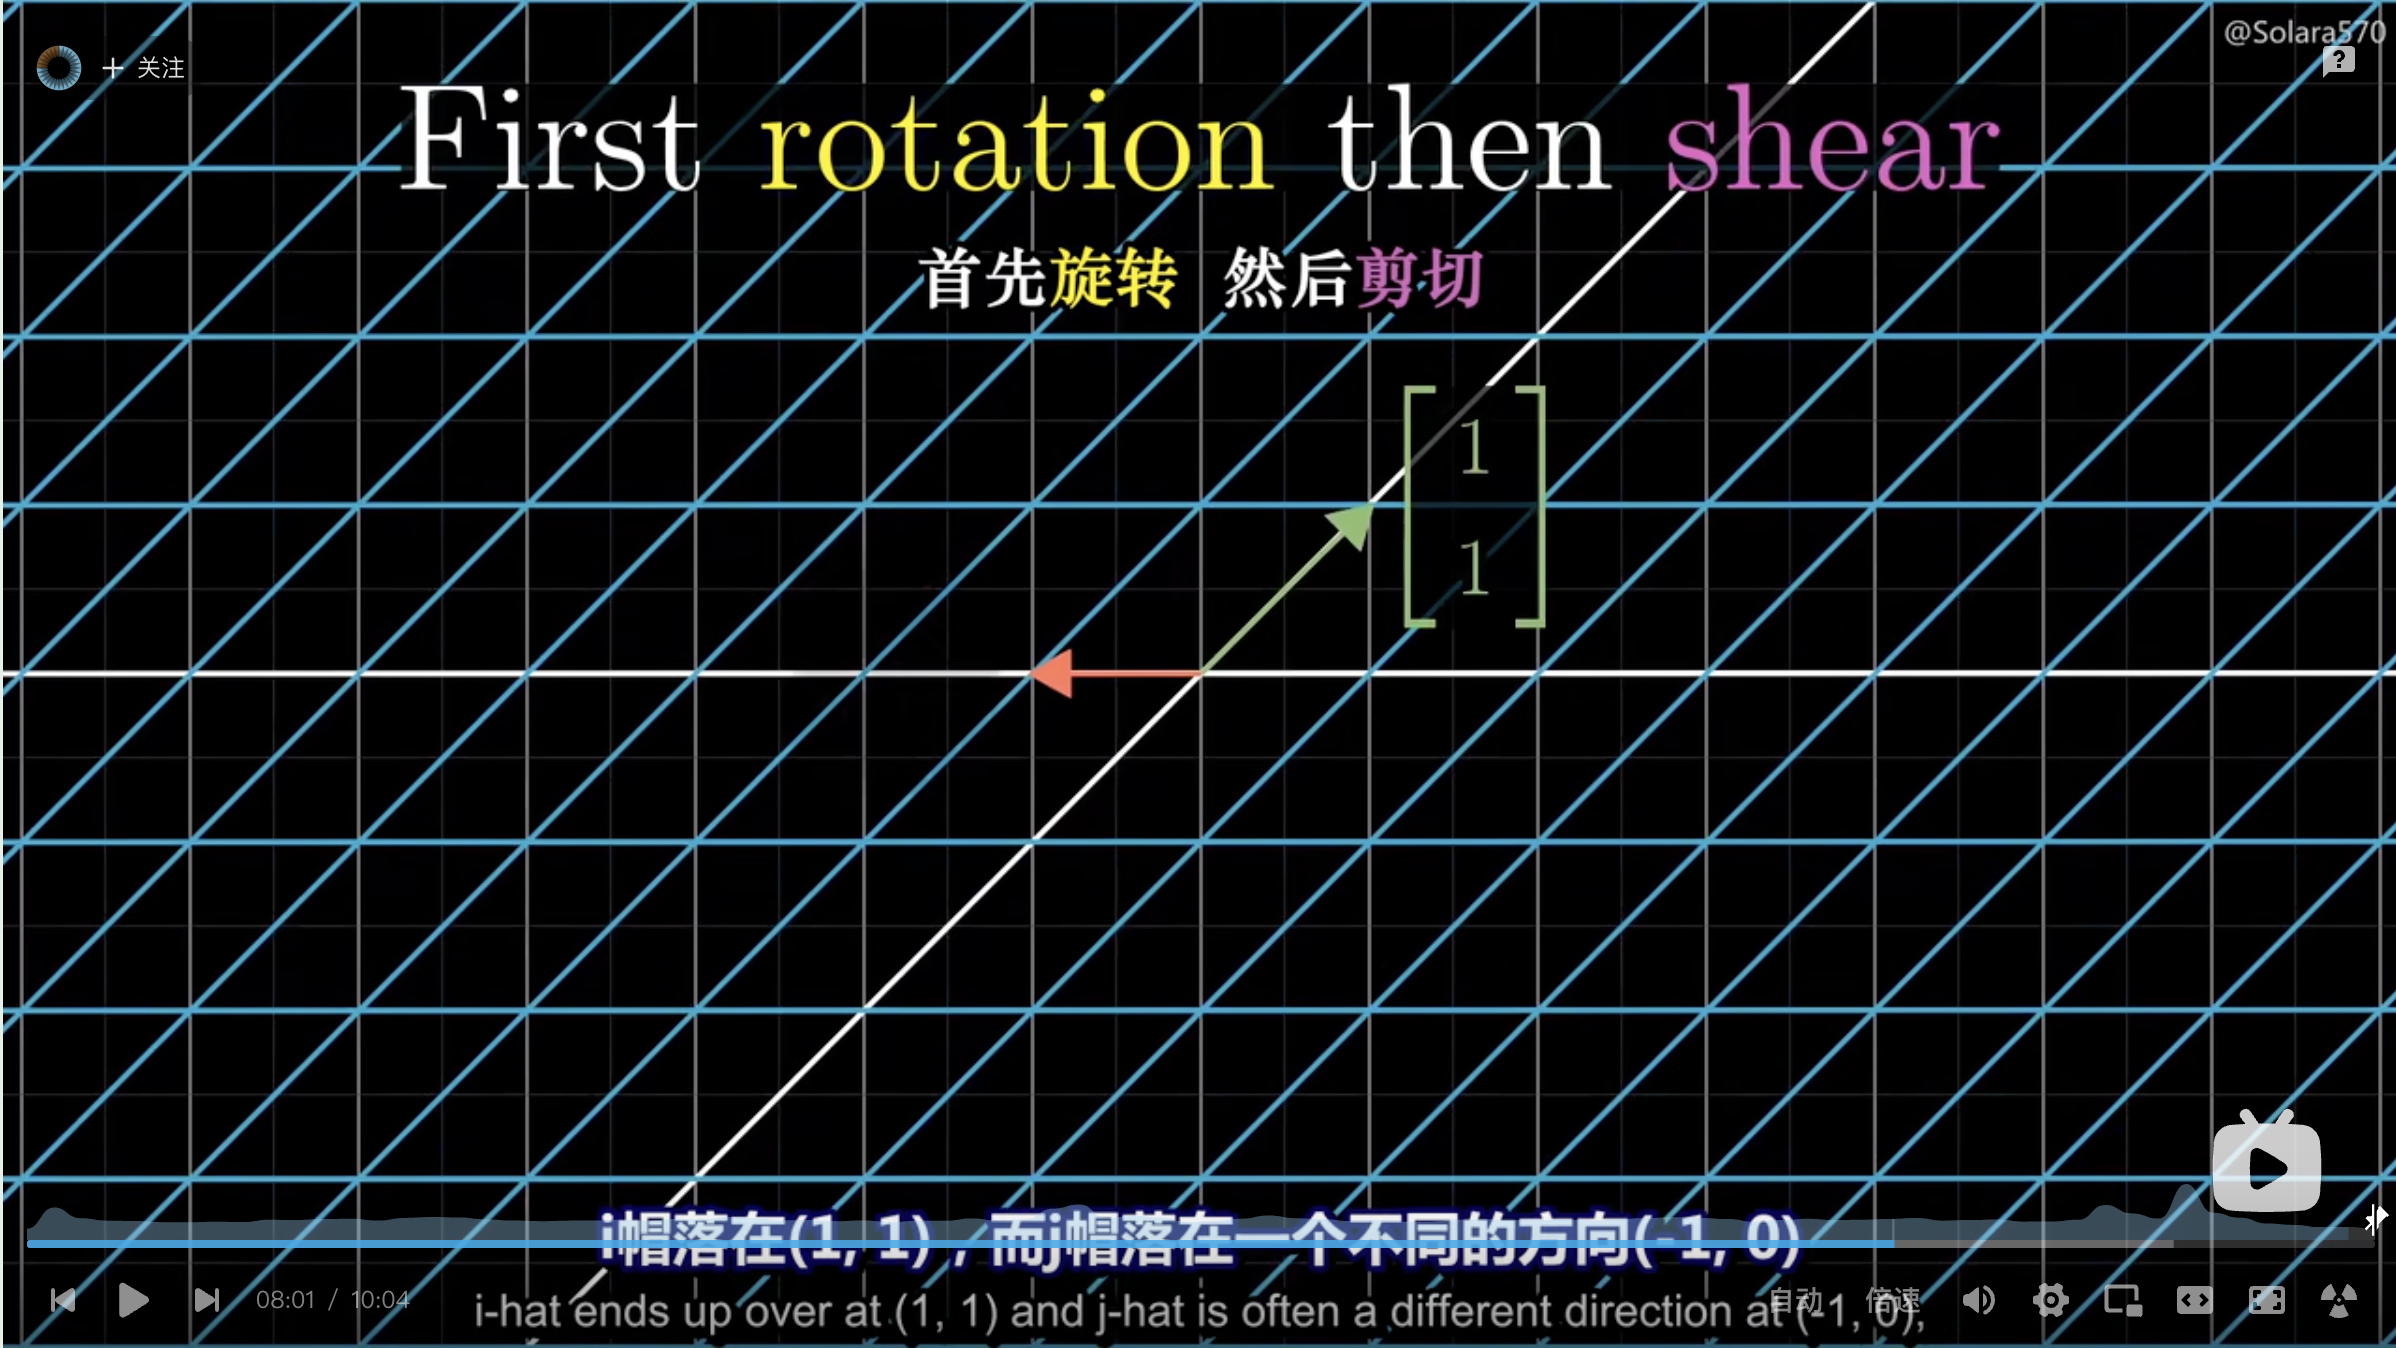 @Solara570
+ 关注
First rotation then shear
首先旋转 然后剪切
1
1
i帽落在(1, 1)，而j帽落在一个不同的方向(-1, 0)
08:01 / 10:04
自动 倍速
i-hat ends up over at (1, 1) and j-hat is often a different direction at (-1, 0),